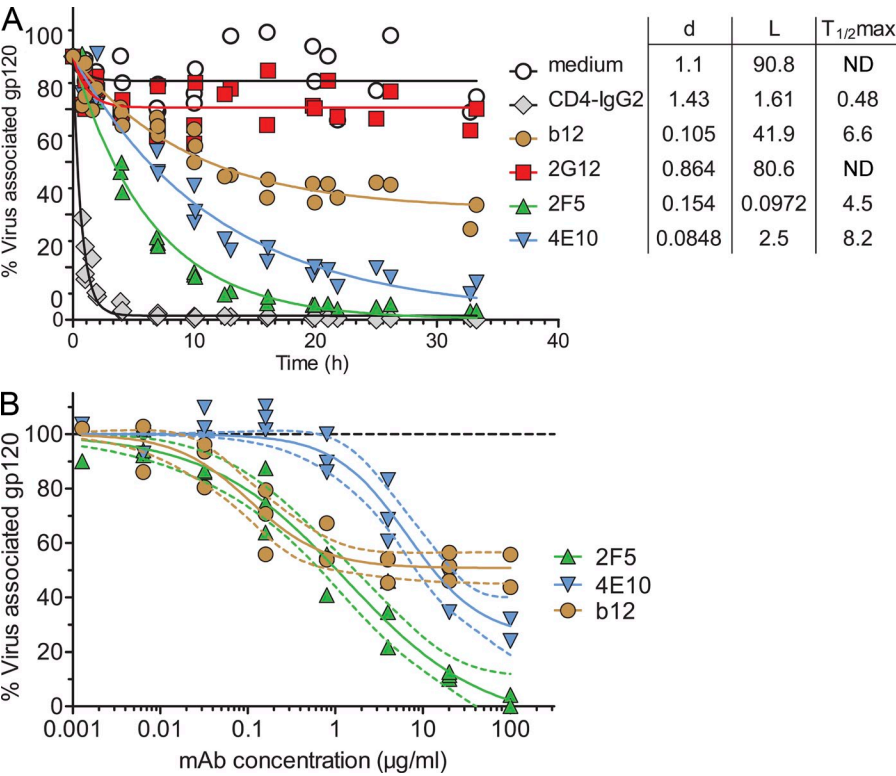 A
% Virus associated gp120
100
80
60
40
20
0
0
0 10 20 30 40
Time (h)
d L T1/2max
medium 1.1 90.8 ND
CD4-IgG2 1.43 1.61 0.48
b12 0.105 41.9 6.6
2G12 0.864 80.6 ND
2F5 0.154 0.0972 4.5
4E10 0.0848 2.5 8.2
B
% Virus associated gp120
100
80
60
40
20
0
0.001 0.01 0.1 1 10 100
mAb concentration (µg/ml)
2F5
4E10
b12